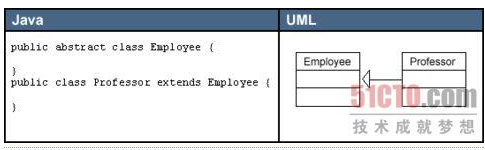 Java
UML
public abstract class Employee {
}
public class Professor extends Employee {
}
Employee
Professor
51CTO.com
技术成就梦想